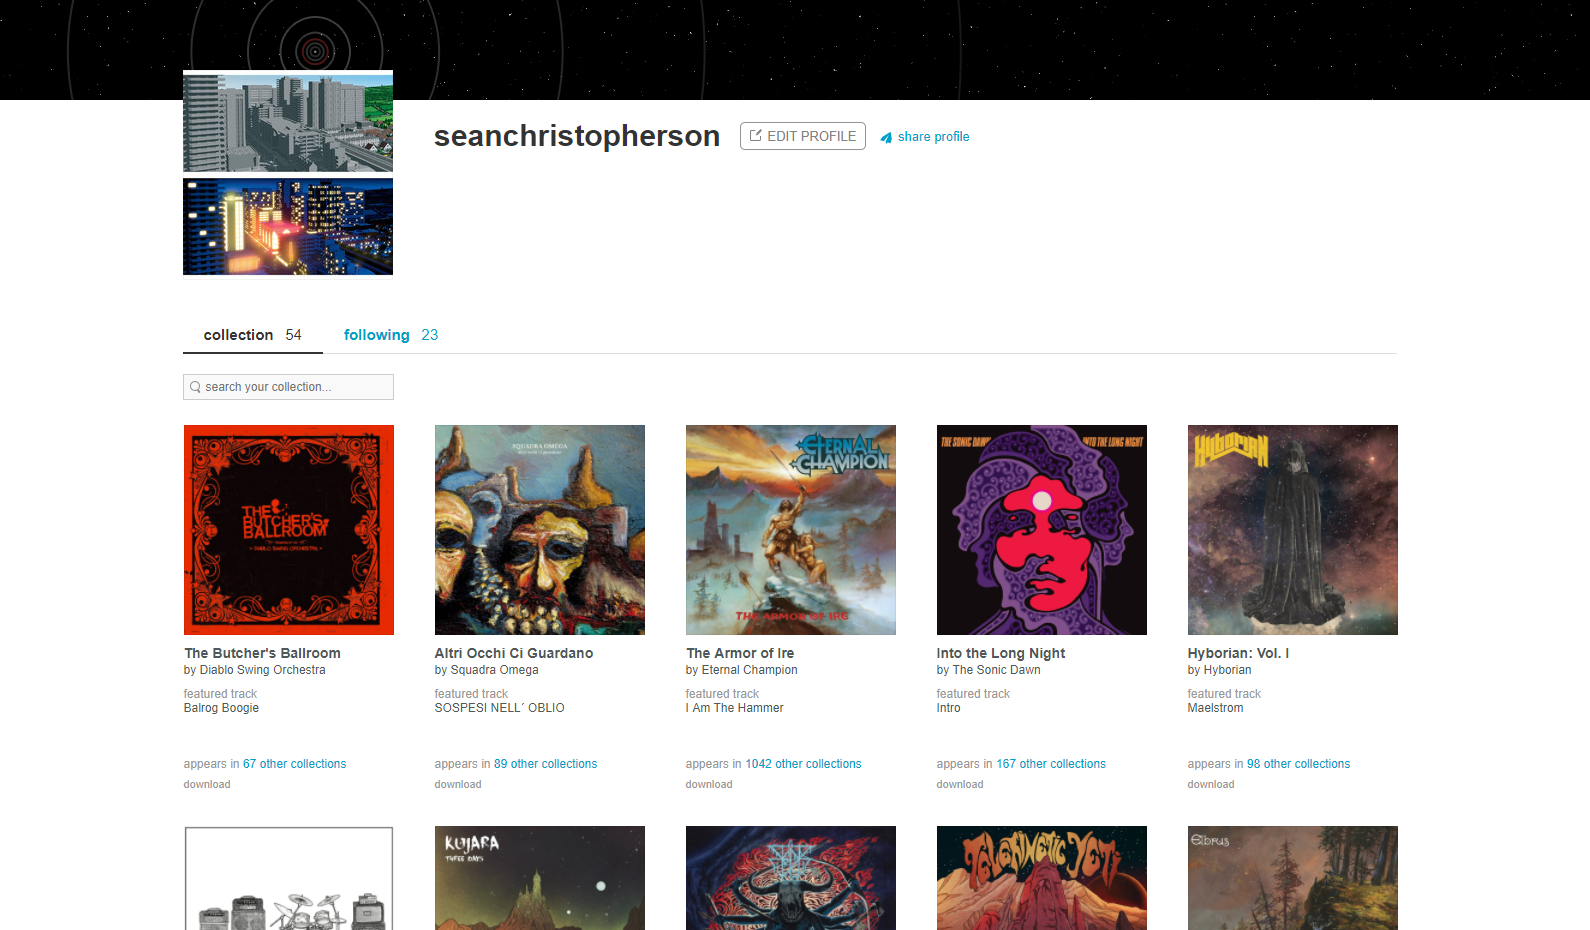 seanchristopherson
EDIT PROFILE
share profile
collection 54
following 23
search your collection...
THE BUTCHER'S BALLROOM
DIABLO SWING ORCHESTRA
SQUADRA OMEGA
ETERNAL CHAMPION
THE ARMOR OF IRE
THE SONIC DAWN
INTO THE LONG NIGHT
HYBORIAN
The Butcher's Ballroom
by Diablo Swing Orchestra
featured track
Balrog Boogie
appears in 67 other collections
download
Altri Occhi Ci Guardano
by Squadra Omega
featured track
SOSPESI NELL´ OBLIO
appears in 89 other collections
download
The Armor of Ire
by Eternal Champion
featured track
I Am The Hammer
appears in 1042 other collections
download
Into the Long Night
by The Sonic Dawn
featured track
Intro
appears in 167 other collections
download
Hyborian: Vol. I
by Hyborian
featured track
Maelstrom
appears in 98 other collections
download
KUJARA
THREE DAYS
TELEKINETIC YETI
Elbrus